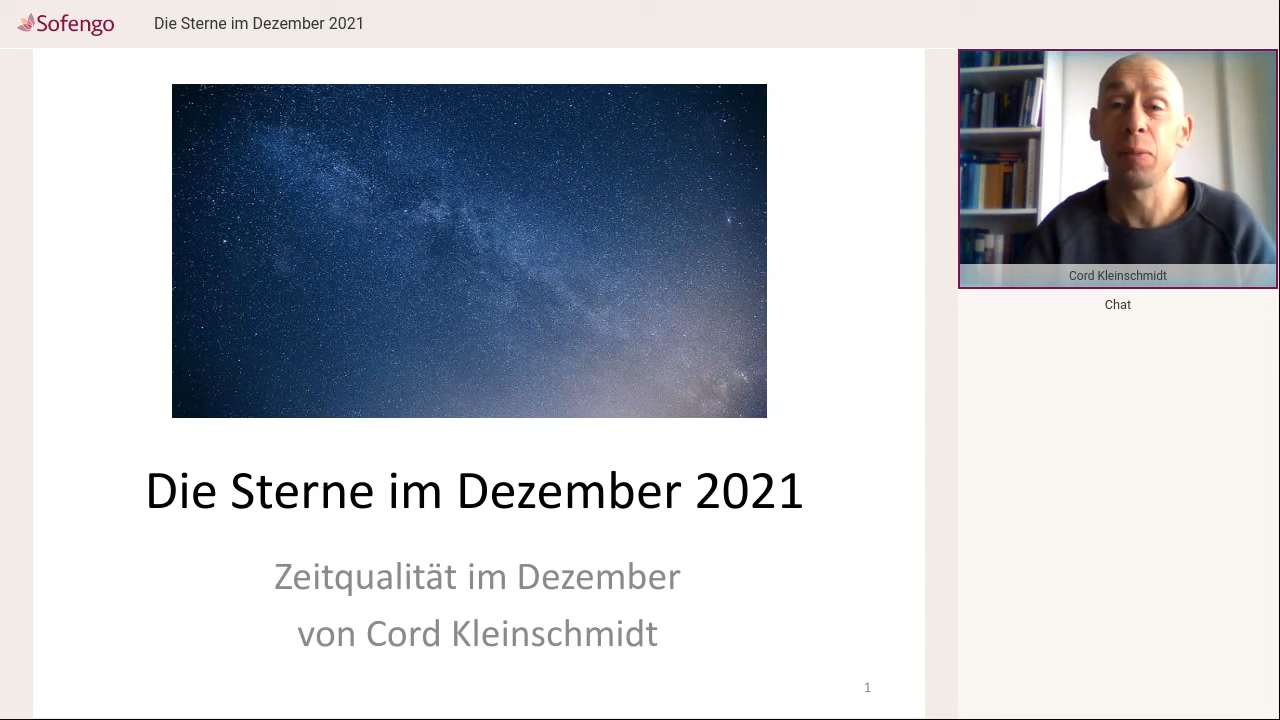 Sofengo
Die Sterne im Dezember 2021
Cord Kleinschmidt
Chat
Die Sterne im Dezember 2021
Zeitqualität im Dezember
von Cord Kleinschmidt
1